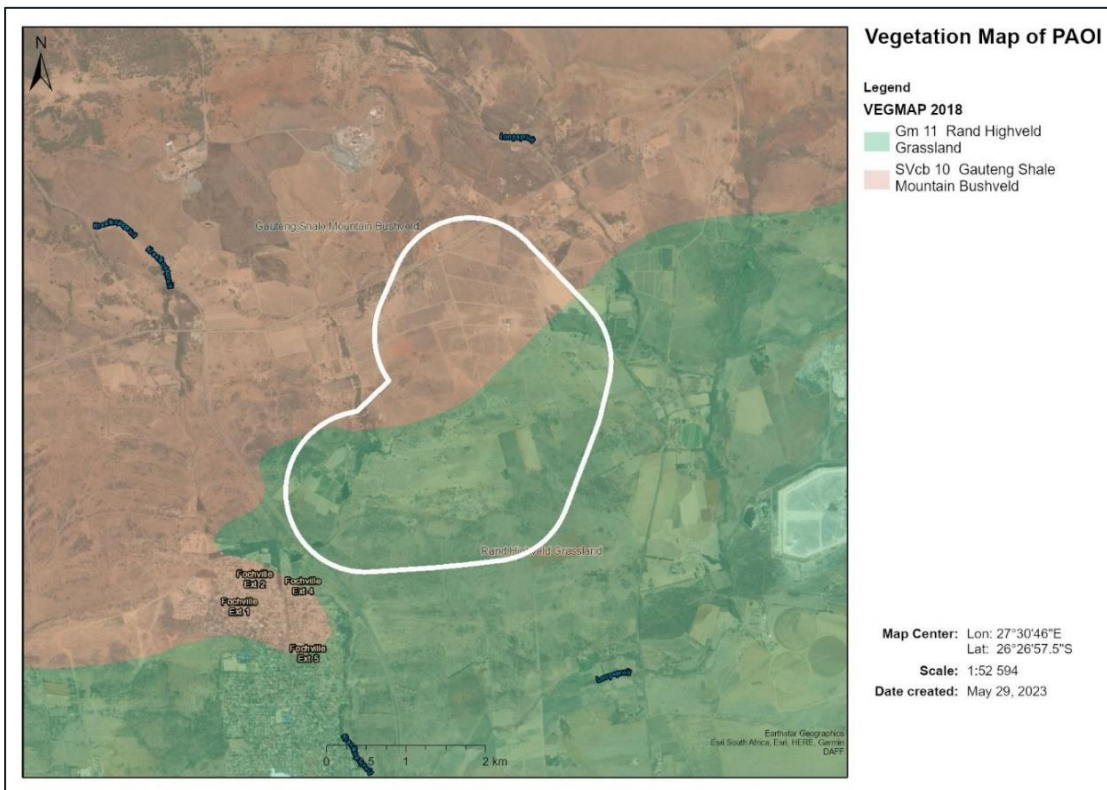 Vegetation Map of PAOI
N
Legend
VEGMAP 2018
Gm 11 Rand Highveld
Grassland
SVcb 10 Gauteng Shale
Mountain Bushveld
Gauteng Shale Mountain Bushveld
Rand Highveld Grassland
Fochville
Ext 2
Fochville
Ext 4
Fochville
Ext 1
Fochville
Ext 5
0 .5 1 2 km
Map Center: Lon: 27°30'46"E
Lat: 26°26'57.5"S
Scale: 1:52 594
Date created: May 29, 2023
Earthstar Geographics
Esri South Africa, Esri, HERE, Garmin
DAFF